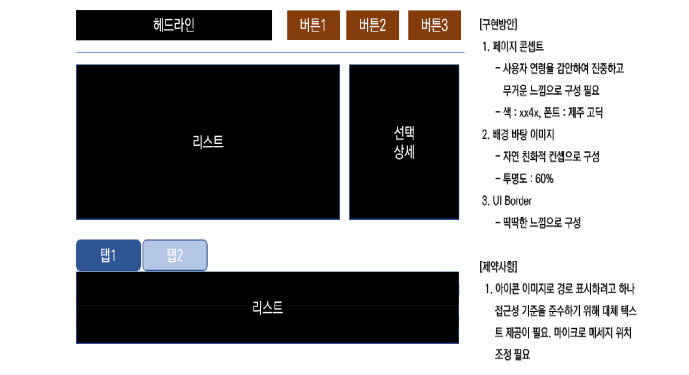 헤드라인
버튼1
버튼2
버튼3
리스트
선택
상세
탭1
탭2
리스트
[구현방안]
1. 페이지 콘셉트
- 사용자 연령을 감안하여 진중하고
무거운 느낌으로 구성 필요
- 색 : xx4x, 폰트 : 제주 고딕
2. 배경 바탕 이미지
- 자연 친화적 컨셉으로 구성
- 투명도 : 60%
3. UI Border
- 딱딱한 느낌으로 구성
[제약사항]
1. 아이콘 이미지로 경로 표시하려고 하나
접근성 기준을 준수하기 위해 대체 텍스
트 제공이 필요. 마이크로 메세지 위치
조정 필요